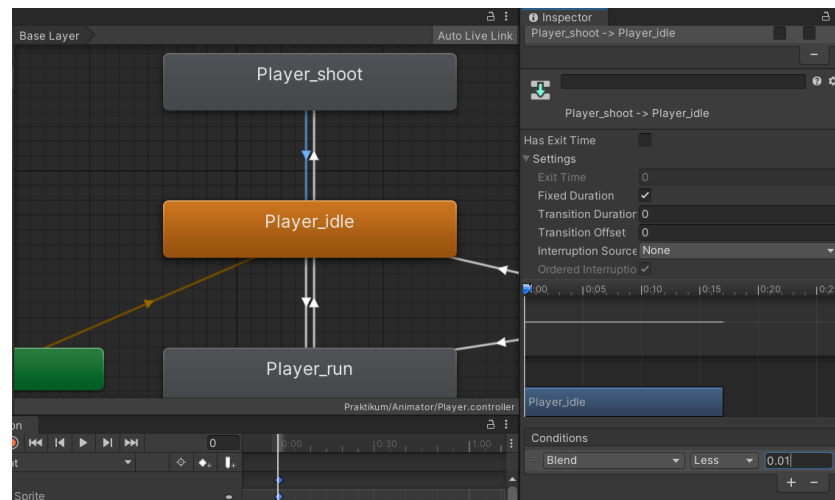 Base Layer
Auto Live Link
Player_shoot
Player_idle
Player_run
Praktikum/Animator/Player.controller
0
0:00
0:30
1:00
Sprite
Inspector
Player_shoot -> Player_idle
Player_shoot -> Player_idle
Has Exit Time
Settings
Exit Time 0
Fixed Duration
Transition Duration 0
Transition Offset 0
Interruption Source None
Ordered Interruptio
0:05
0:10
0:15
0:20
Player_idle
Conditions
Blend Less 0.01
+ -